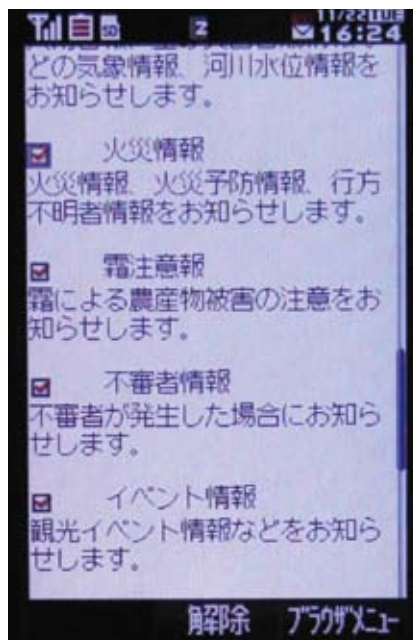 11/22 TUE
16:24
どの気象情報、河川水位情報を
お知らせします。
火災情報
火災情報、火災予防情報、行方
不明者情報をお知らせします。
霜注意報
霜による農産物被害の注意をお
知らせします。
不審者情報
不審者が発生した場合にお知ら
せします。
イベント情報
観光イベント情報などをお知ら
せします。
解除 ブラウザメニュー